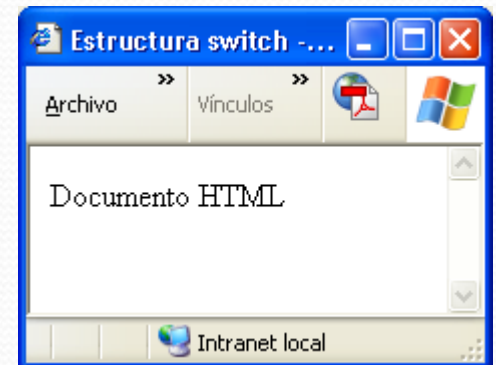 Estructura switch -...
Archivo » Vínculos »
Documento HTML
Intranet local